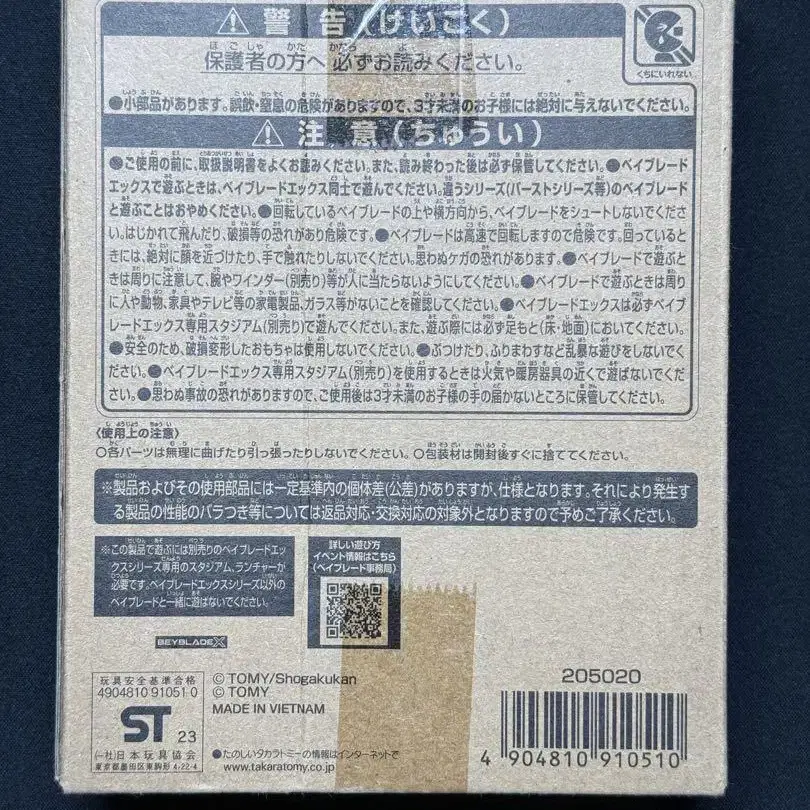 警告(けいこく)
保護者の方へ 必ずお読みください。
くちにいれない
●小部品があります。誤飲・窒息の危険がありますので、3才未満のお子様には絶対に与えないでください。
注意(ちゅうい)
●ご使用の前に、取扱説明書をよくお読みください。また、読み終わった後は必ず保管してください。●ベイブレード
エックスで遊ぶときは、ベイブレードエックス同士で遊んでください。違うシリーズ(バーストシリーズ等)のベイブレード
と遊ぶことはおやめください。●回転しているベイブレードの上や横方向から、ベイブレードをシュートしないでくださ
い。はじかれて飛んだり、破損等の恐れがあり危険です。●ベイブレードは高速で回転しますので危険です。回っていると
きには、絶対に顔を近づけたり、手で触れたりしないでください。思わぬケガの恐れがあります。●ベイブレードで遊ぶと
きは周りに注意して、腕やワインダー(別売り)等が人に当たらないようにしてください。●ベイブレードで遊ぶときは周り
に人や動物、家具やテレビ等の家電製品、ガラス等がないことを確認してください。●ベイブレードエックスは必ずベイブ
レードエックス専用スタジアム(別売り)で遊んでください。また、遊ぶ際には必ず足もと(床・地面)においてください。
●安全のため、破損変形したおもちゃは使用しないでください。●ぶつけたり、ふりまわすなど乱暴な遊びをしないでく
ださい。●ベイブレードエックス専用スタジアム(別売り)を使用するときは火気や暖房器具の近くで遊ばないでくださ
い。●思わぬ事故の恐れがありますので、ご使用後は3才未満のお子様の手の届かないところに保管してください。
〈使用上の注意〉
○各パーツは無理に曲げたり引っ張ったりしないでください。○包装材は開封後すぐに捨ててください。
※製品およびその使用部品には一定基準内の個体差(公差)がありますが、仕様となります。それにより発生す
る製品の性能のバラつき等については返品対応・交換対応の対象外となりますので予めご了承ください。
※この製品で遊ぶには別売りのベイブレードエッ
クスシリーズ専用のスタジアム、ランチャーが
必要です。ベイブレードエックスシリーズ以外の
ベイブレードと一緒に遊ばないでください。
詳しい遊び方
イベント情報はこちら
(ベイブレード事務局)
BEYBLADE X
玩具安全基準合格
4904810 91051 0
ST 23
(一社)日本玩具協会
東京都墨田区東駒形 4-22-4
© TOMY/Shogakukan
© TOMY
MADE IN VIETNAM
●たのしいタカラトミーの情報はインターネットで
www.takaratomy.co.jp
205020
4 904810 910510